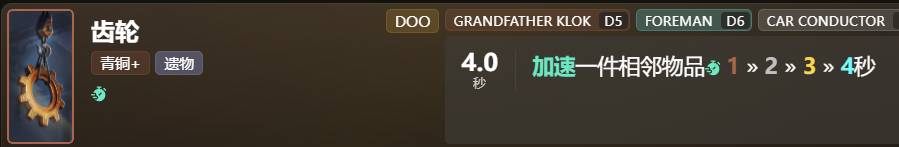 齿轮
青铜+ 遗物
DOO GRANDFATHER KLOK D5 FOREMAN D6 CAR CONDUCTOR
4.0
秒
加速一件相邻物品 1 » 2 » 3 » 4秒